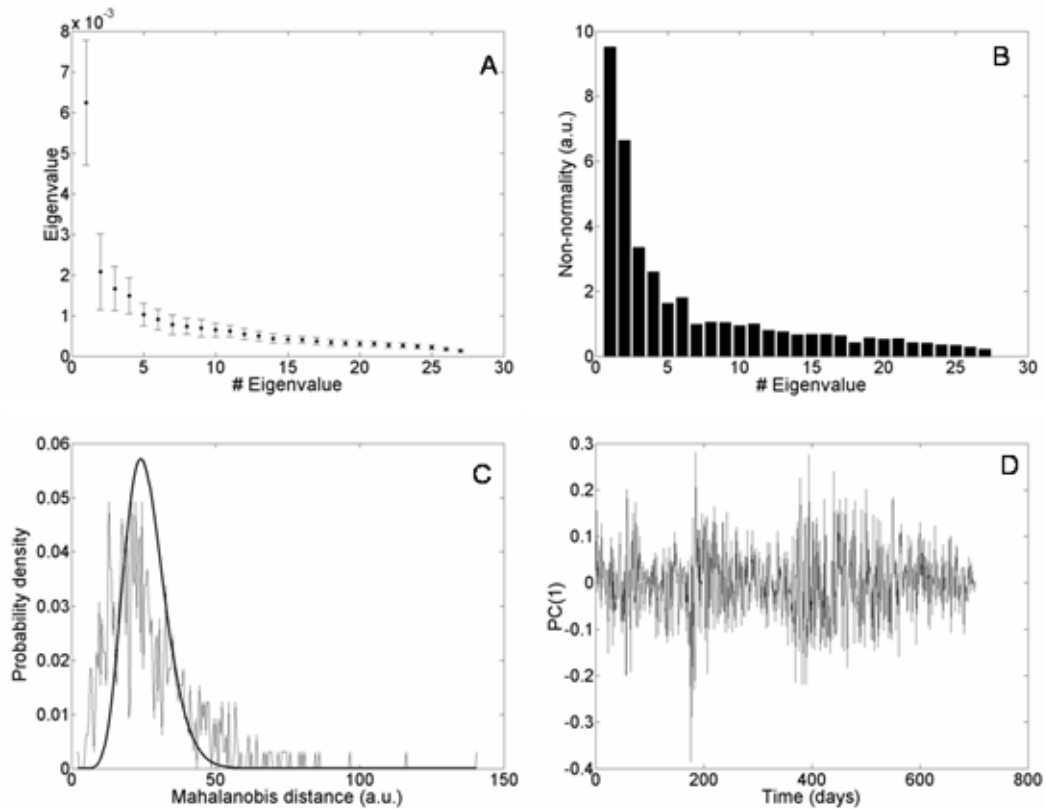 × 10⁻³
A
8
7
6
5
4
3
2
1
0
Eigenvalue
0 5 10 15 20 25 30
# Eigenvalue
B
10
8
6
4
2
0
Non-normality (a.u.)
0 5 10 15 20 25 30
# Eigenvalue
C
0.06
0.05
0.04
0.03
0.02
0.01
0
Probability density
0 50 100 150
Mahalanobis distance (a.u.)
D
0.3
0.2
0.1
0
-0.1
-0.2
-0.3
-0.4
PC(1)
0 200 400 600 800
Time (days)